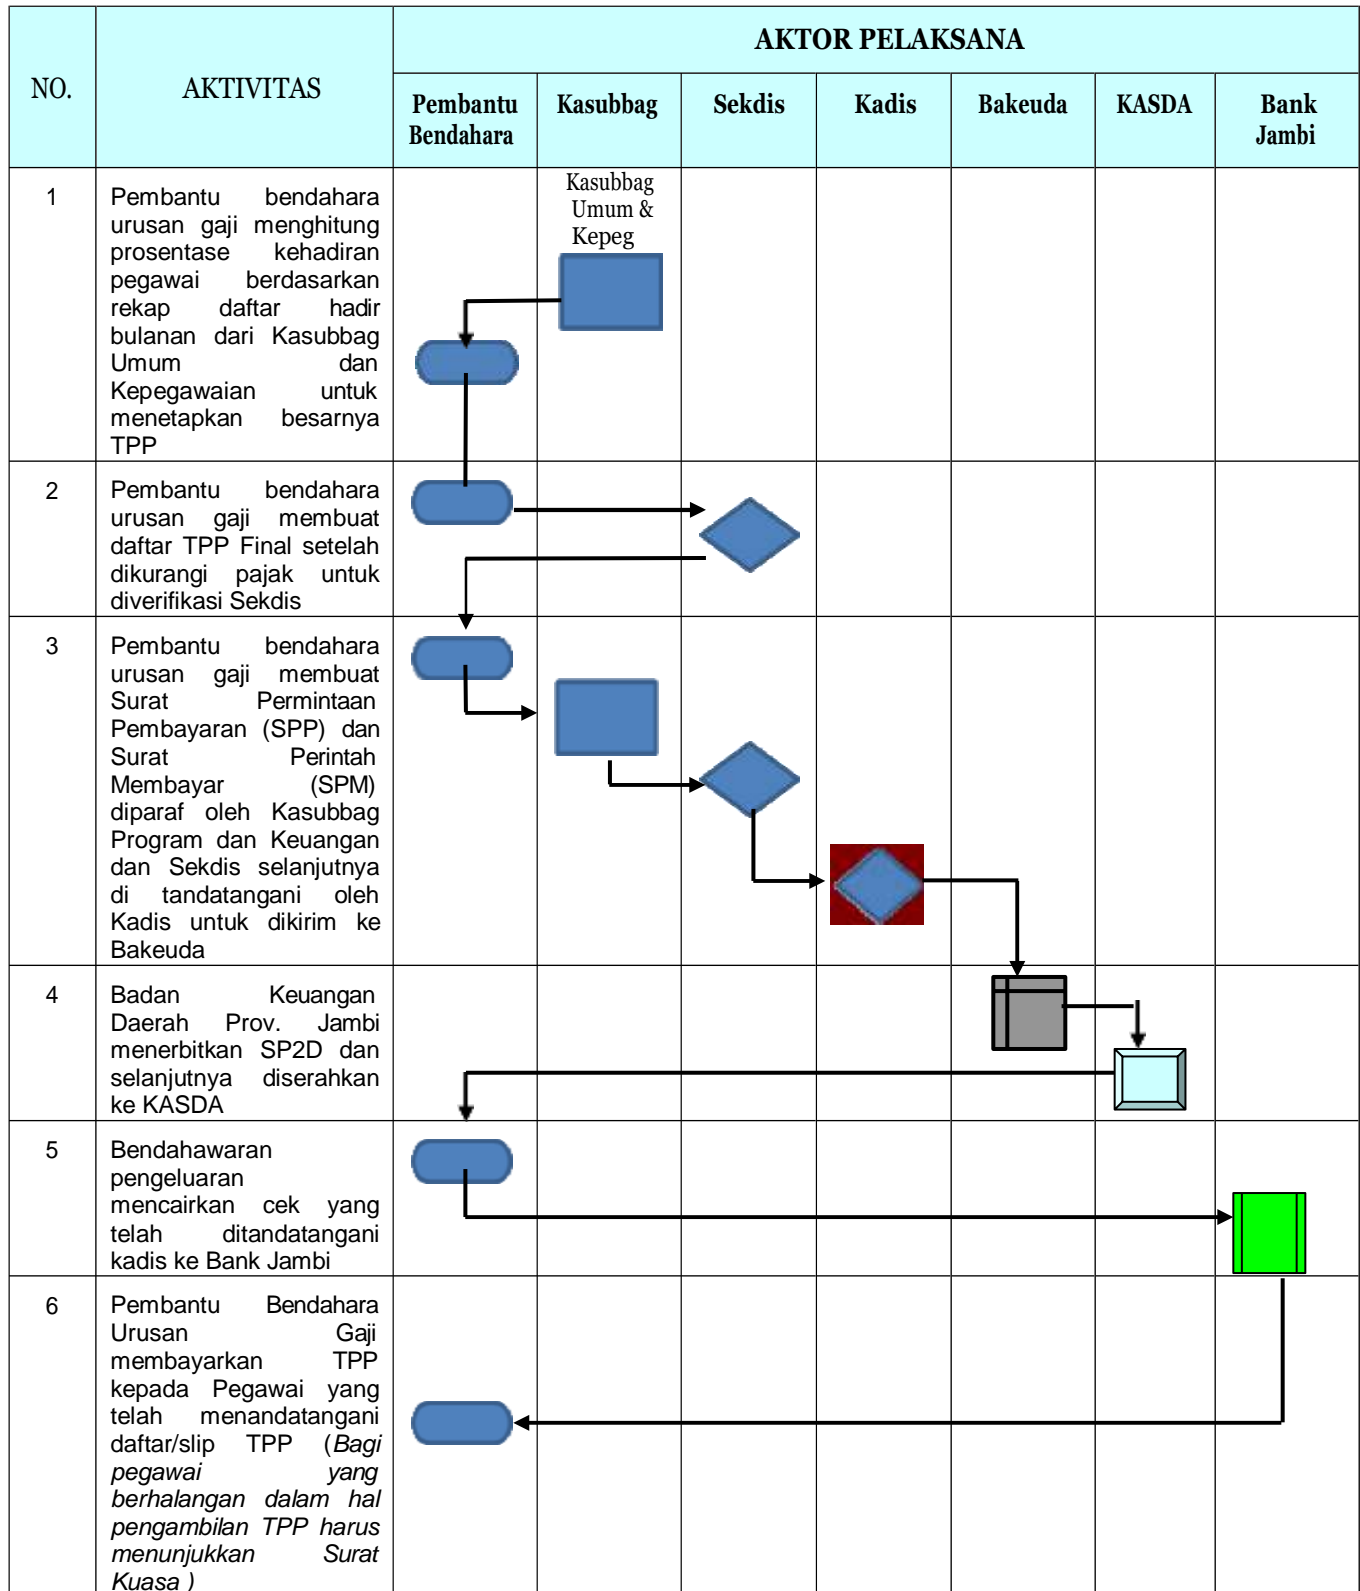 NO.
AKTIVITAS
AKTOR PELAKSANA
Pembantu
Bendahara
Kasubbag
Sekdis
Kadis
Bakeuda
KASDA
Bank
Jambi
1
Pembantu bendahara
urusan gaji menghitung
prosentase kehadiran
pegawai berdasarkan
rekap daftar hadir
bulanan dari Kasubbag
Umum dan
Kepegawaian untuk
menetapkan besarnya
TPP
Kasubbag
Umum &
Kepeg
2
Pembantu bendahara
urusan gaji membuat
daftar TPP Final setelah
dikurangi pajak untuk
diverifikasi Sekdis
3
Pembantu bendahara
urusan gaji membuat
Surat Permintaan
Pembayaran (SPP) dan
Surat Perintah
Membayar (SPM)
diparaf oleh Kasubbag
Program dan Keuangan
dan Sekdis selanjutnya
di tandatangani oleh
Kadis untuk dikirim ke
Bakeuda
4
Badan Keuangan
Daerah Prov. Jambi
menerbitkan SP2D dan
selanjutnya diserahkan
ke KASDA
5
Bendahawaran
pengeluaran
mencairkan cek yang
telah ditandatangani
kadis ke Bank Jambi
6
Pembantu Bendahara
Urusan Gaji
membayarkan TPP
kepada Pegawai yang
telah menandatangani
daftar/slip TPP (Bagi
pegawai yang
berhalangan dalam hal
pengambilan TPP harus
menunjukkan Surat
Kuasa )